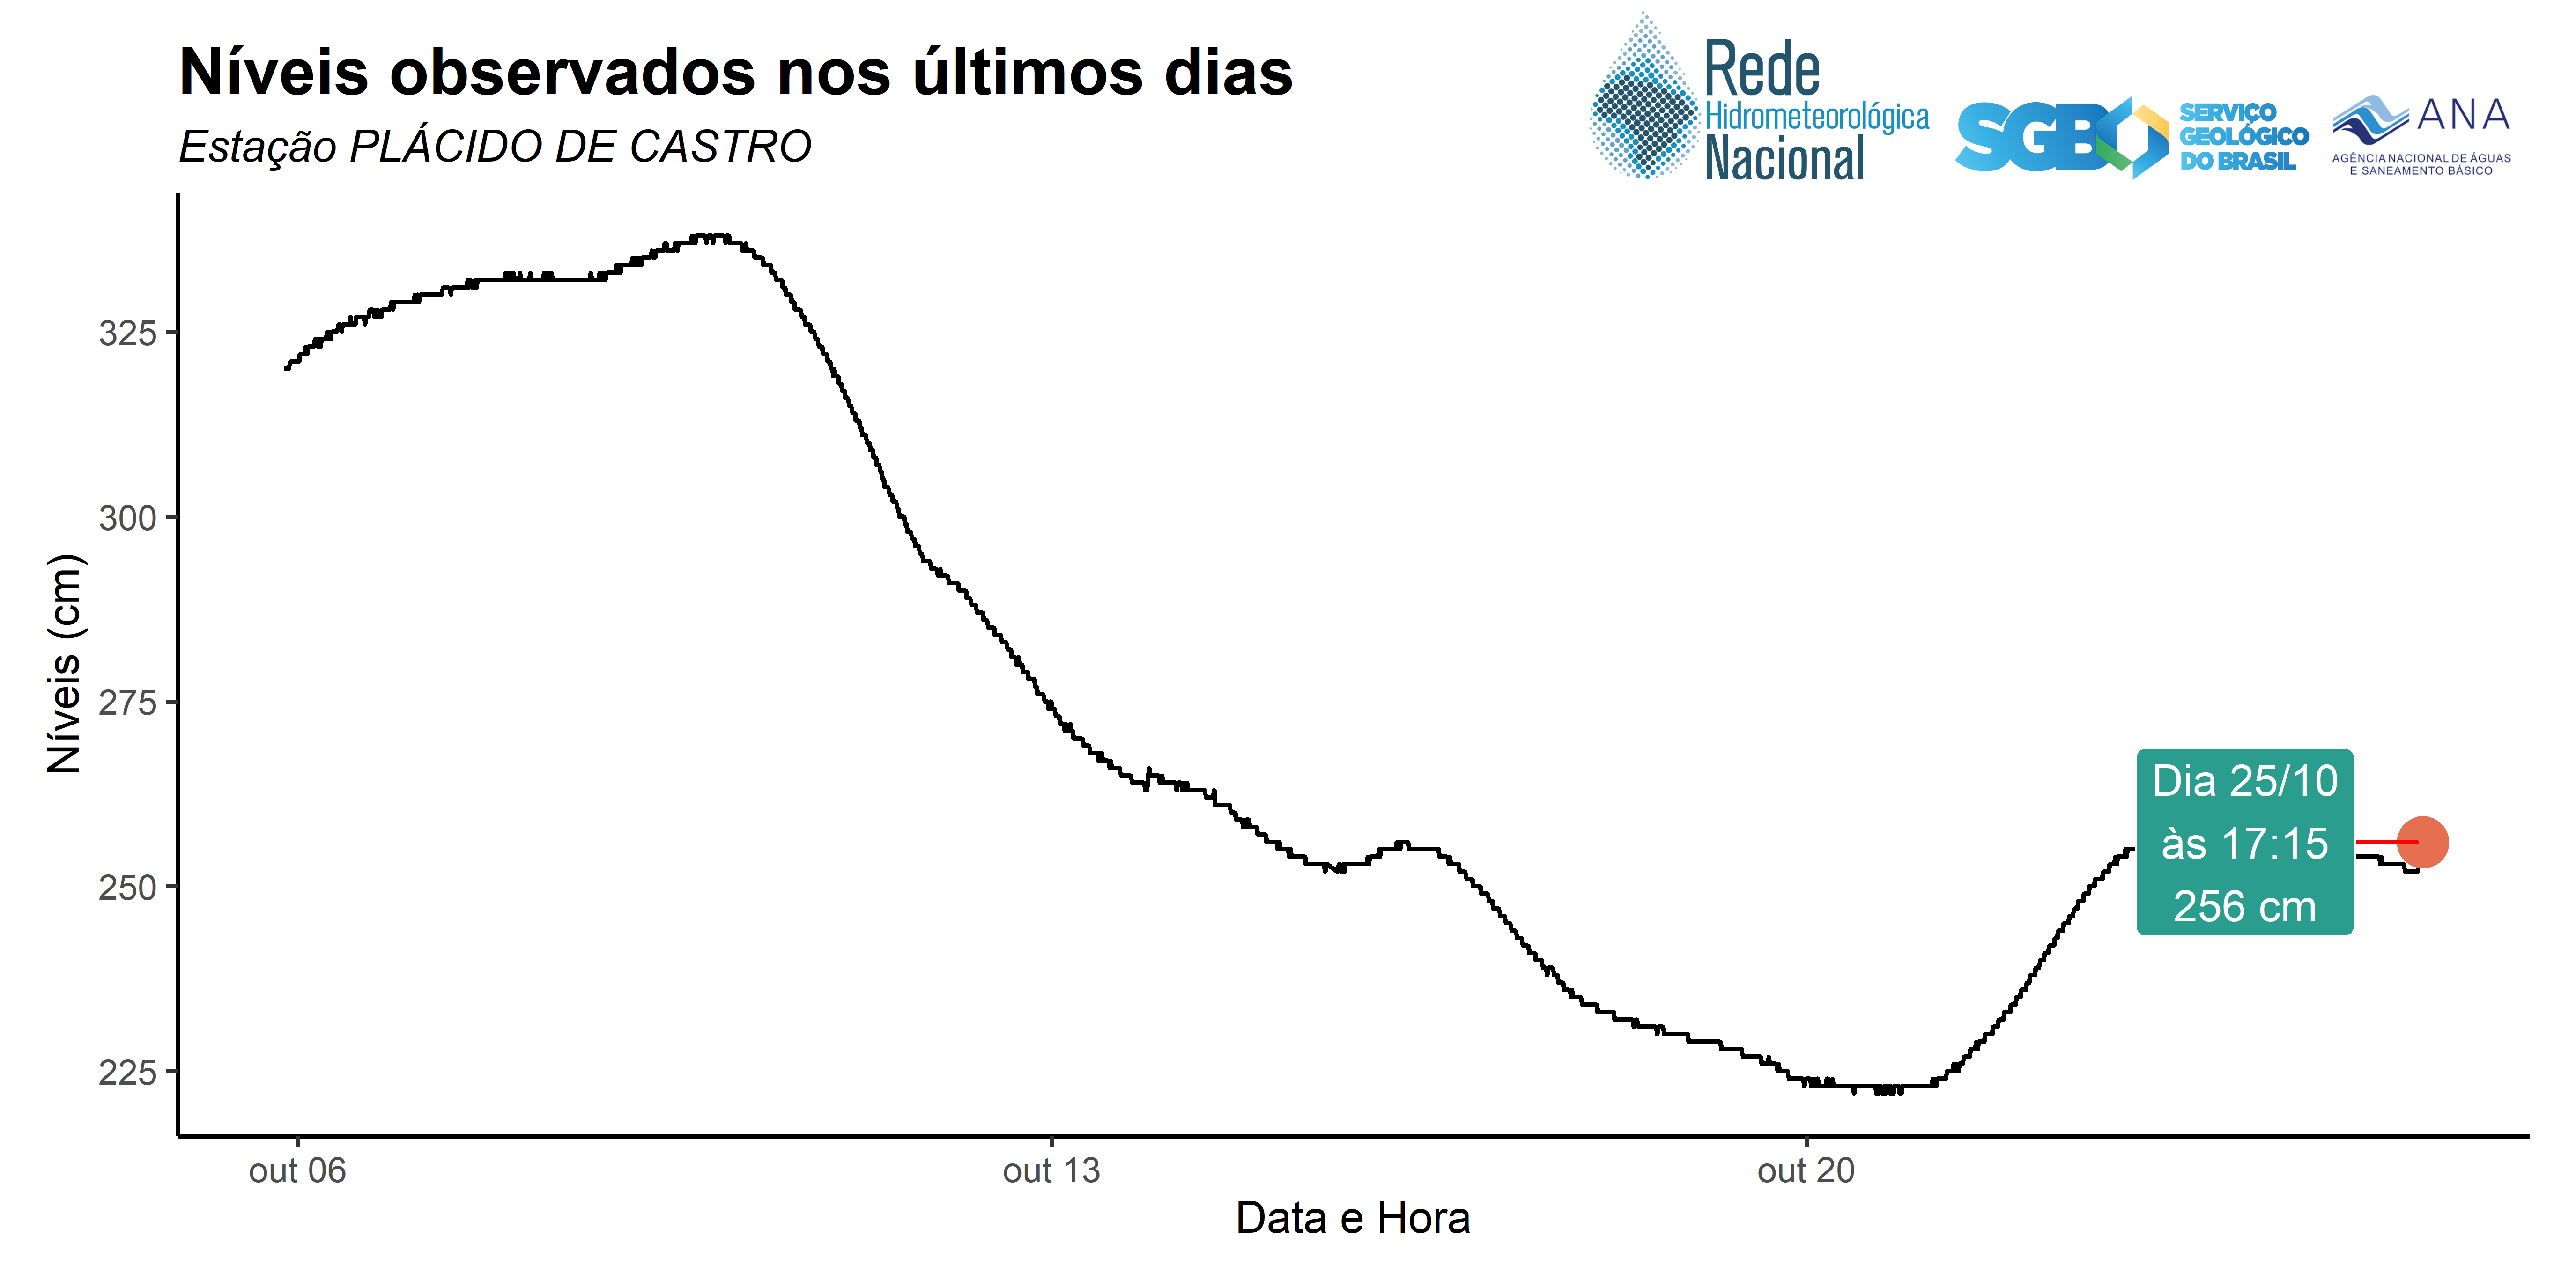 Níveis observados nos últimos dias
Estação PLÁCIDO DE CASTRO
Rede
Hidrometeorológica
Nacional
SGB
SERVIÇO
GEOLÓGICO
DO BRASIL
ANA
AGÊNCIA NACIONAL DE ÁGUAS
E SANEAMENTO BÁSICO
Níveis (cm)
325
300
275
250
225
Dia 25/10
às 17:15
256 cm
out 06
out 13
out 20
Data e Hora